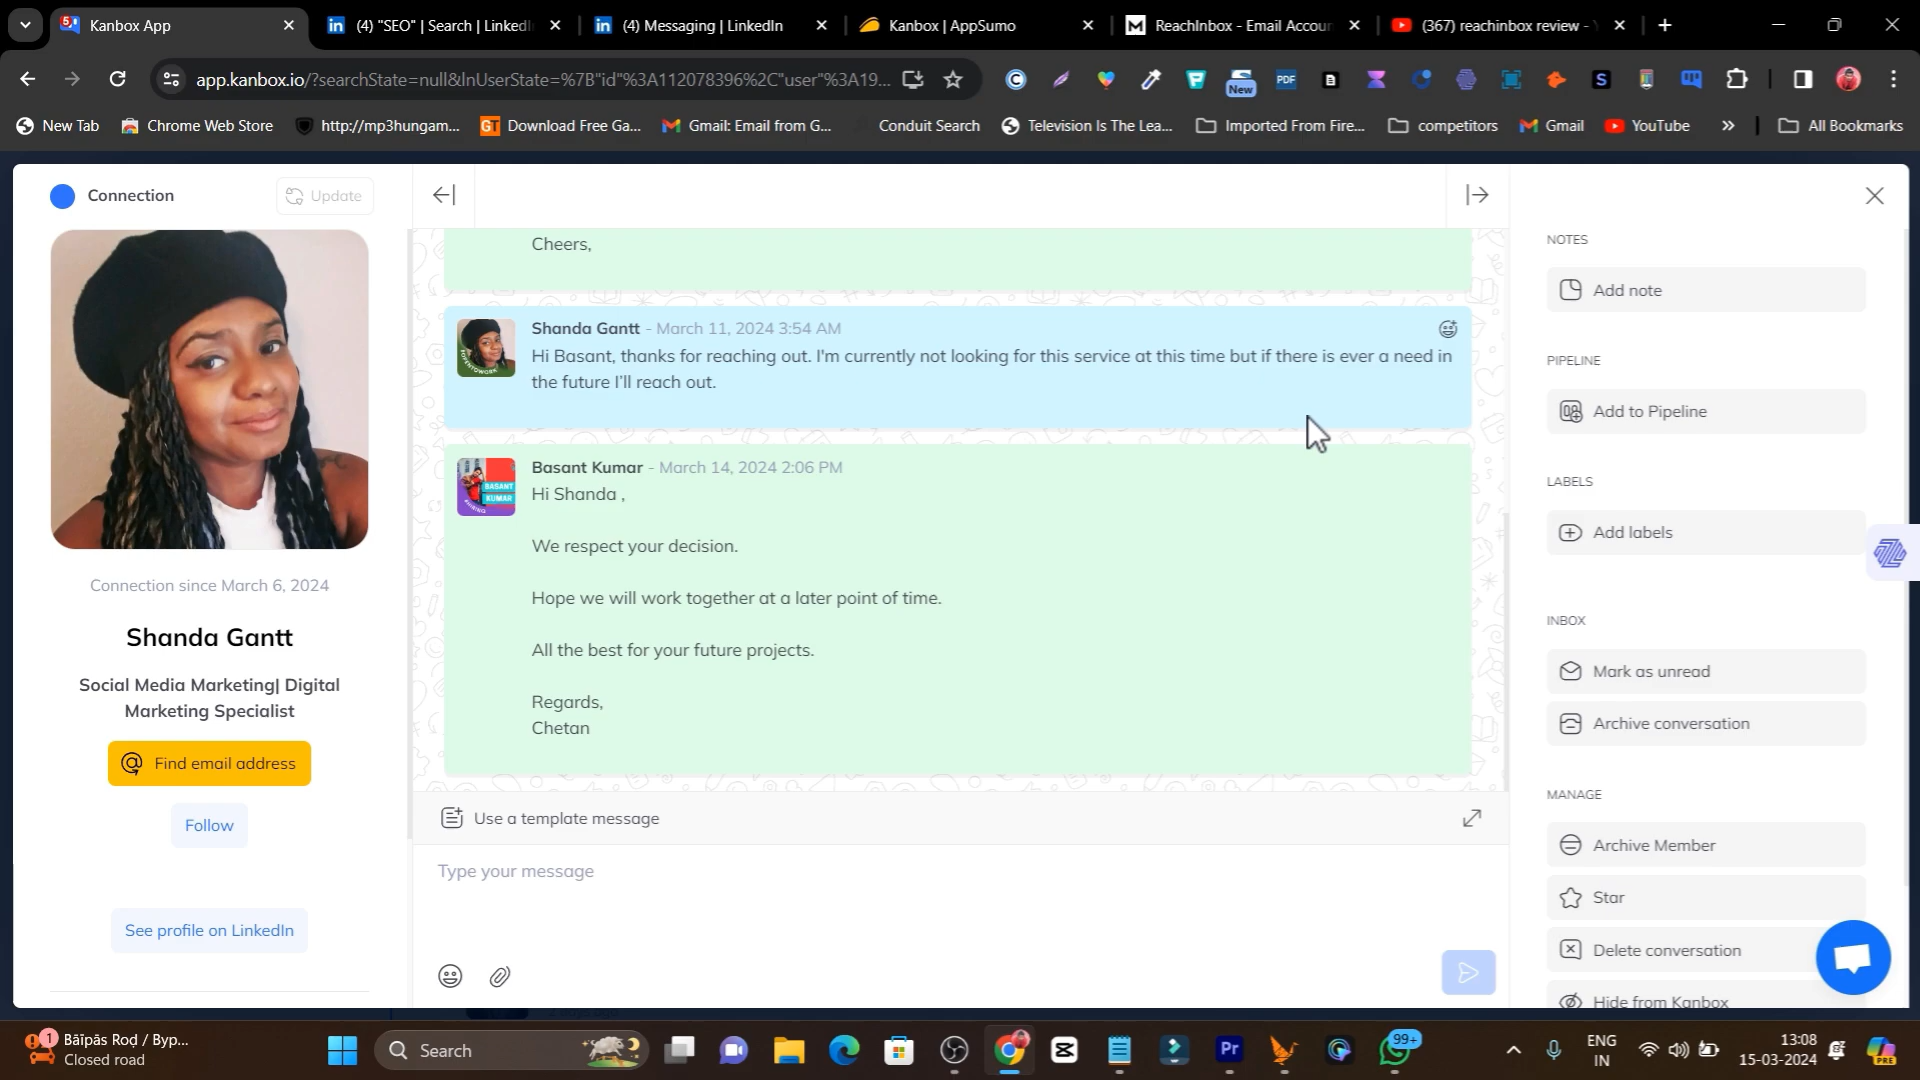 Kanbox App
(4) "SEO" | Search | LinkedIn
(4) Messaging | LinkedIn
Kanbox | AppSumo
ReachInbox - Email Accoun
(367) reachinbox review -
app.kanbox.io/?searchState=null&lnUserState=%7B"id"%3A112078396%2C"user"%3A19...
New
PDF
New Tab
Chrome Web Store
http://mp3hungam...
Download Free Ga...
Gmail: Email from G...
Conduit Search
Television Is The Lea...
Imported From Fire...
competitors
Gmail
YouTube
All Bookmarks
Connection
Update
Connection since March 6, 2024
Shanda Gantt
Social Media Marketing| Digital
Marketing Specialist
Find email address
Follow
See profile on LinkedIn
Cheers,
Shanda Gantt - March 11, 2024 3:54 AM
Hi Basant, thanks for reaching out. I'm currently not looking for this service at this time but if there is ever a need in
the future I'll reach out.
Basant Kumar - March 14, 2024 2:06 PM
BASANT
KUMAR
Hi Shanda ,
We respect your decision.
Hope we will work together at a later point of time.
All the best for your future projects.
Regards,
Chetan
Use a template message
Type your message
NOTES
Add note
PIPELINE
Add to Pipeline
LABELS
Add labels
INBOX
Mark as unread
Archive conversation
MANAGE
Archive Member
Star
Delete conversation
Hide from Kanbox
1
Bāīpās Roḍ / Byp...
Closed road
Search
Pr
99+
ENG
IN
13:08
15-03-2024
PRE